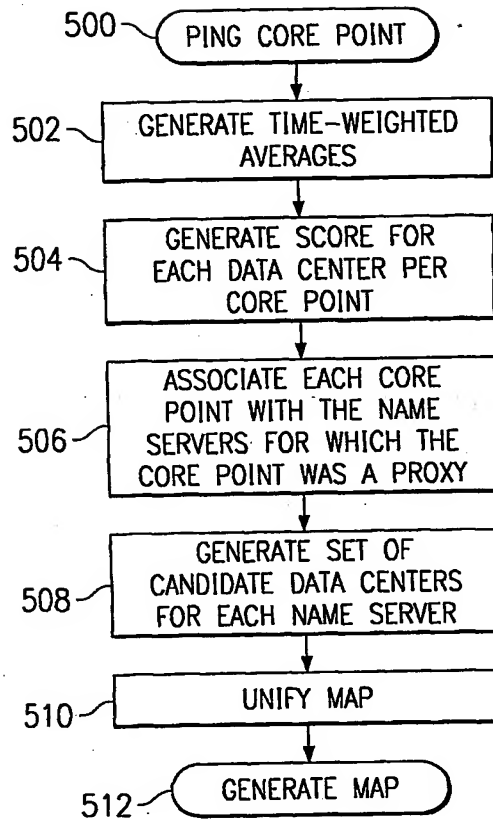 500
PING CORE POINT
502
GENERATE TIME-WEIGHTED
AVERAGES
504
GENERATE SCORE FOR
EACH DATA CENTER PER
CORE POINT
506
ASSOCIATE EACH CORE
POINT WITH THE NAME
SERVERS FOR WHICH THE
CORE POINT WAS A PROXY
508
GENERATE SET OF
CANDIDATE DATA CENTERS
FOR EACH NAME SERVER
510
UNIFY MAP
512
GENERATE MAP